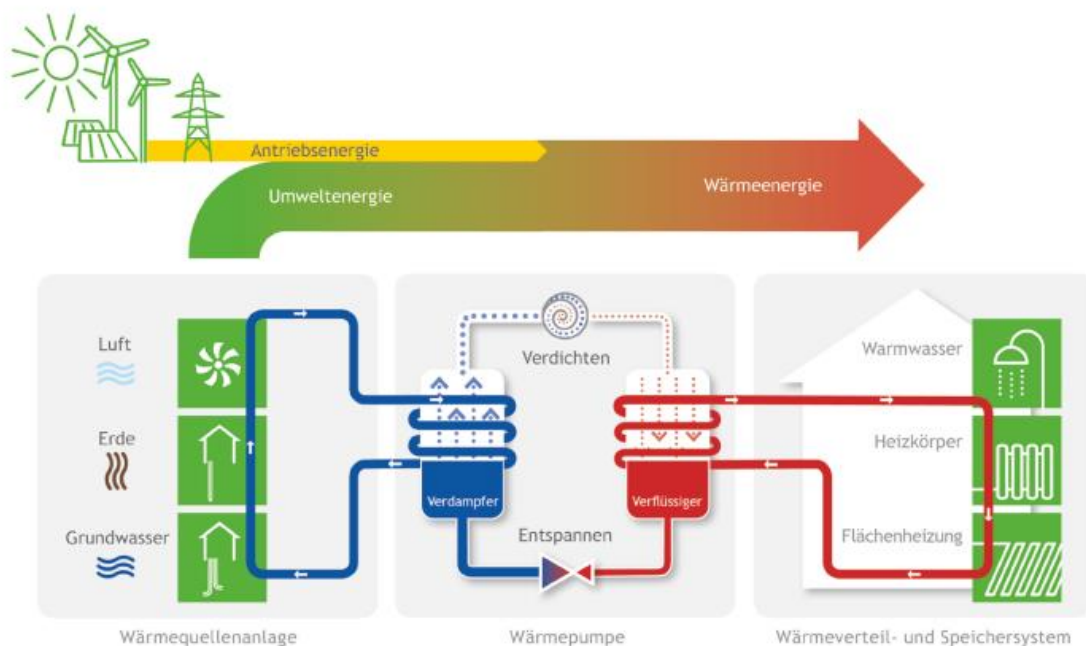 Antriebsenergie
Umweltenergie
Wärmeenergie
Luft
Erde
Grundwasser
Verdichten
Verdampfer
Verflüssiger
Entspannen
Warmwasser
Heizkörper
Flächenheizung
Wärmequellenanlage
Wärmepumpe
Wärmeverteil- und Speichersystem